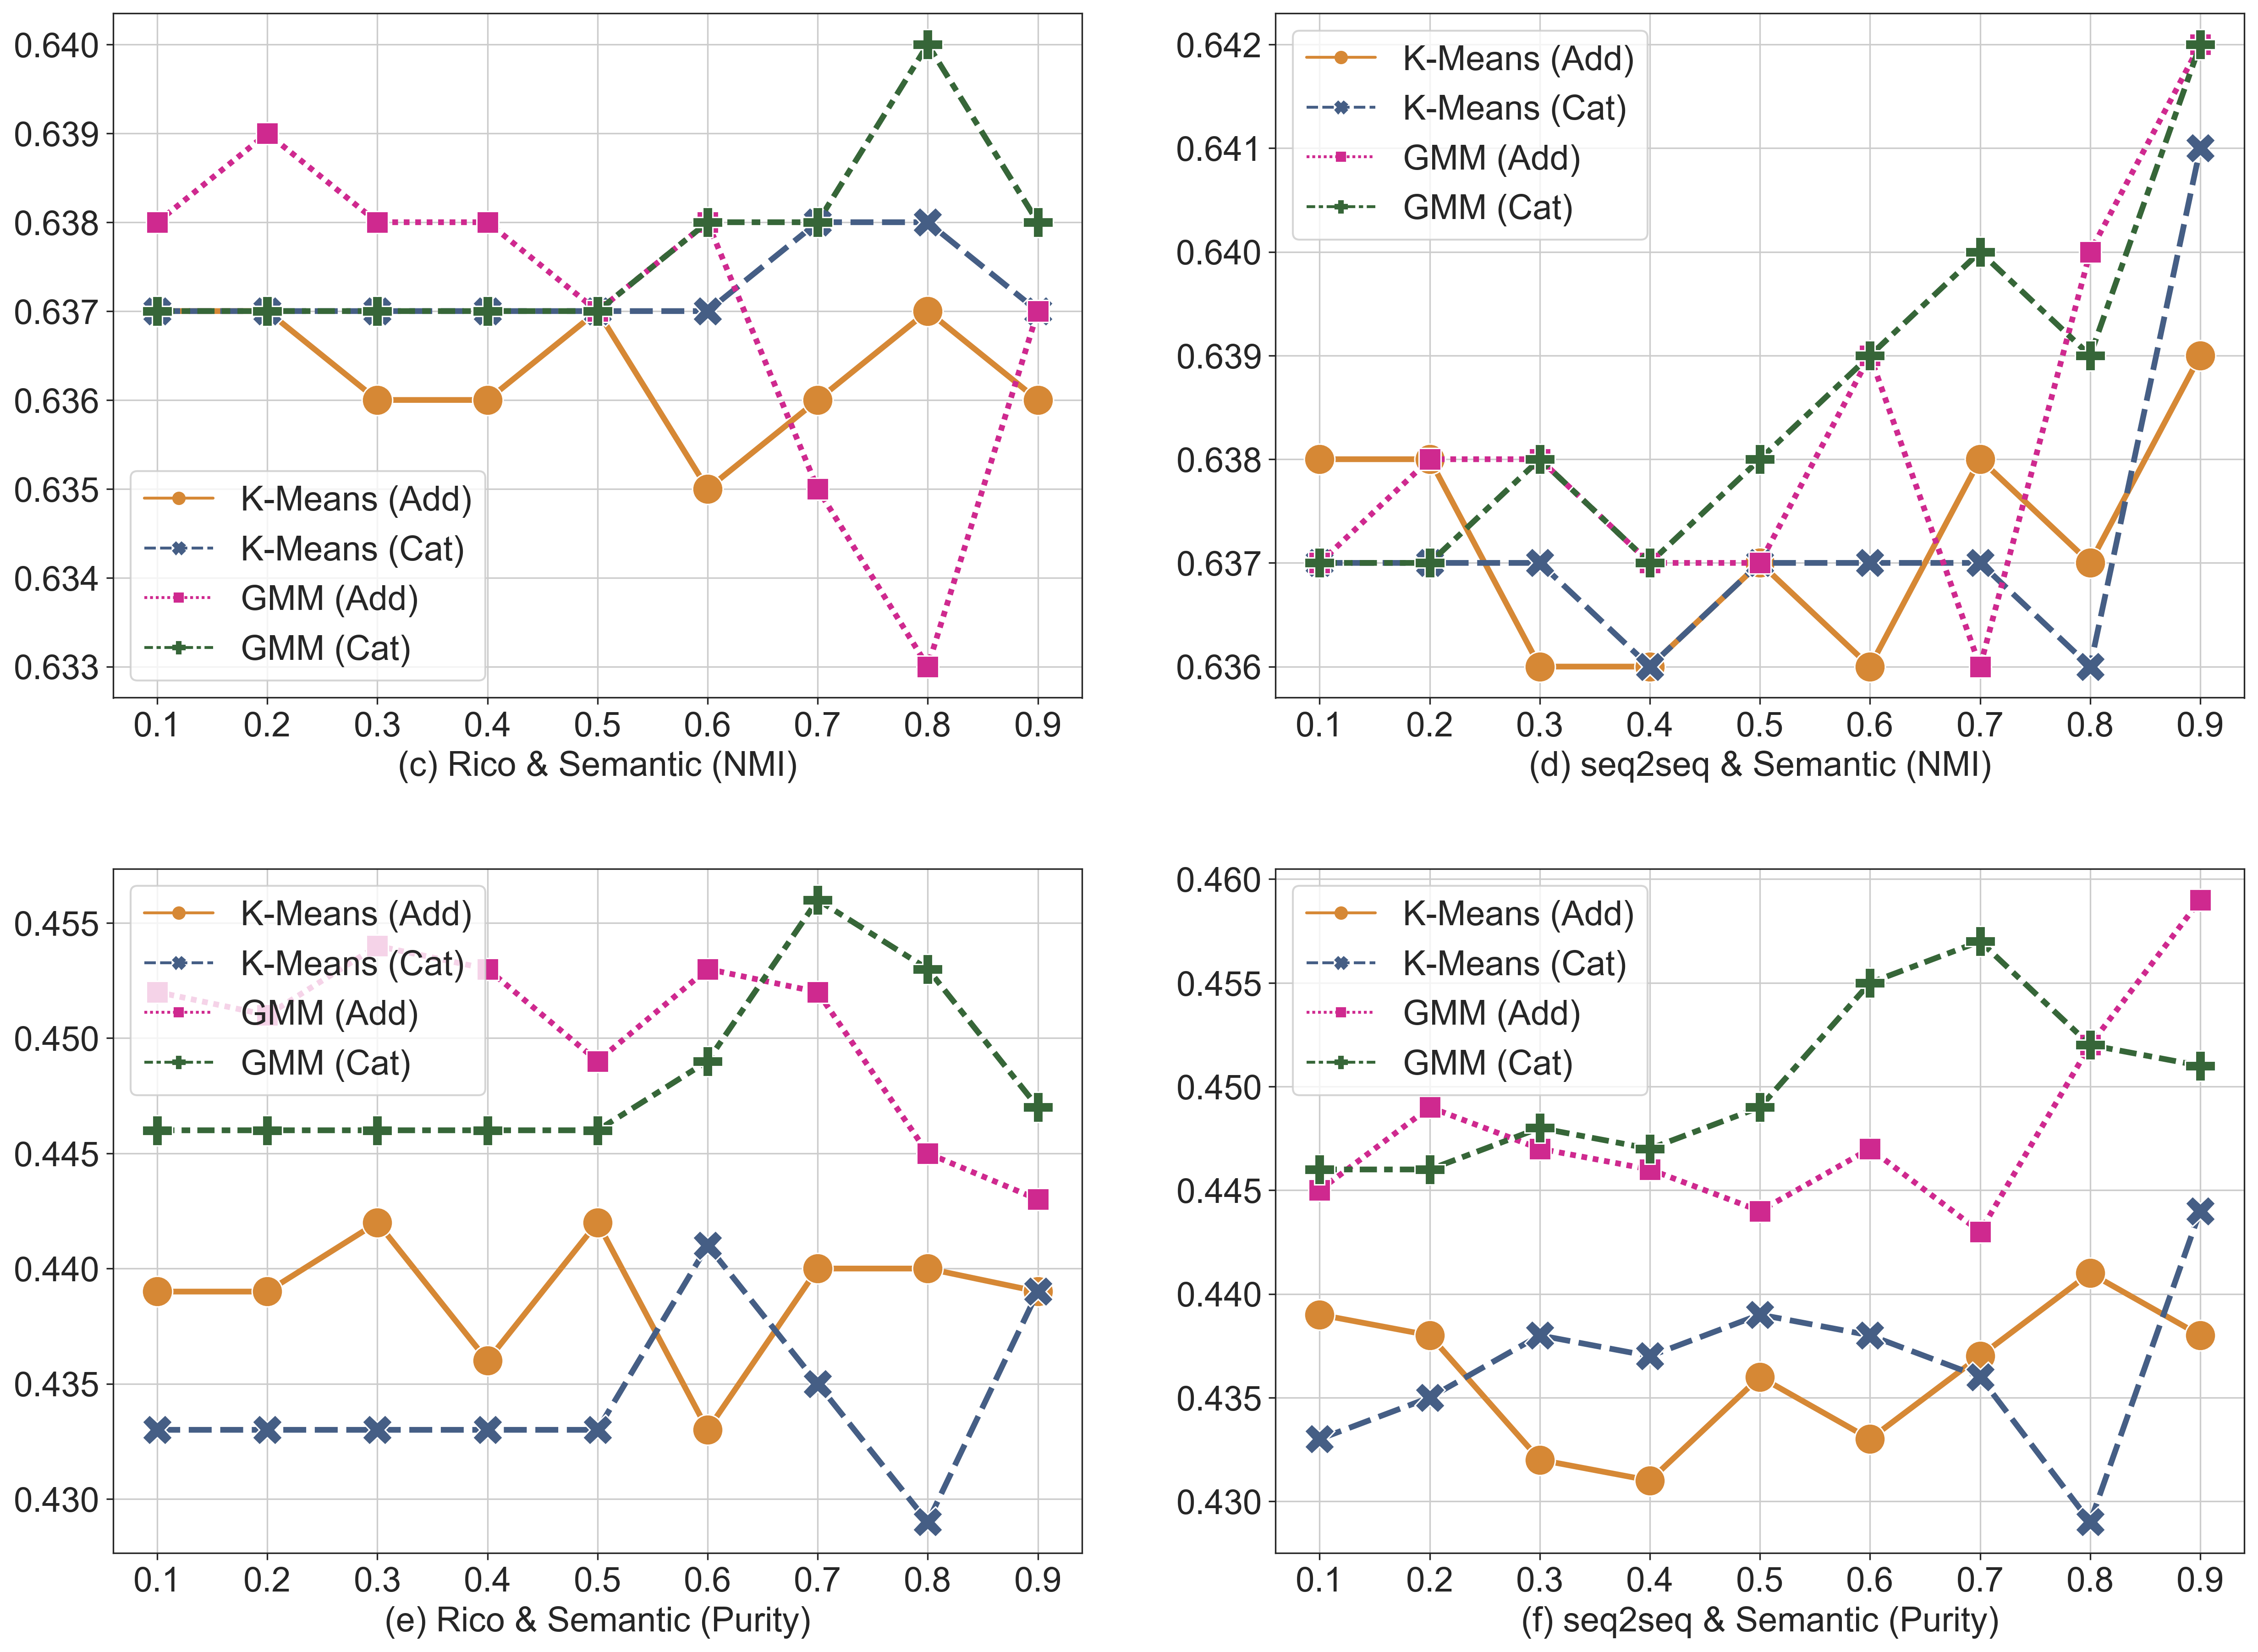 0.640
0.639
0.638
0.637
0.636
0.635
0.634
0.633
K-Means (Add)
K-Means (Cat)
GMM (Add)
GMM (Cat)
0.1 0.2 0.3 0.4 0.5 0.6 0.7 0.8 0.9
(c) Rico & Semantic (NMI)
0.642
0.641
0.640
0.639
0.638
0.637
0.636
K-Means (Add)
K-Means (Cat)
GMM (Add)
GMM (Cat)
0.1 0.2 0.3 0.4 0.5 0.6 0.7 0.8 0.9
(d) seq2seq & Semantic (NMI)
0.455
0.450
0.445
0.440
0.435
0.430
K-Means (Add)
K-Means (Cat)
GMM (Add)
GMM (Cat)
0.1 0.2 0.3 0.4 0.5 0.6 0.7 0.8 0.9
(e) Rico & Semantic (Purity)
0.460
0.455
0.450
0.445
0.440
0.435
0.430
K-Means (Add)
K-Means (Cat)
GMM (Add)
GMM (Cat)
0.1 0.2 0.3 0.4 0.5 0.6 0.7 0.8 0.9
(f) seq2seq & Semantic (Purity)